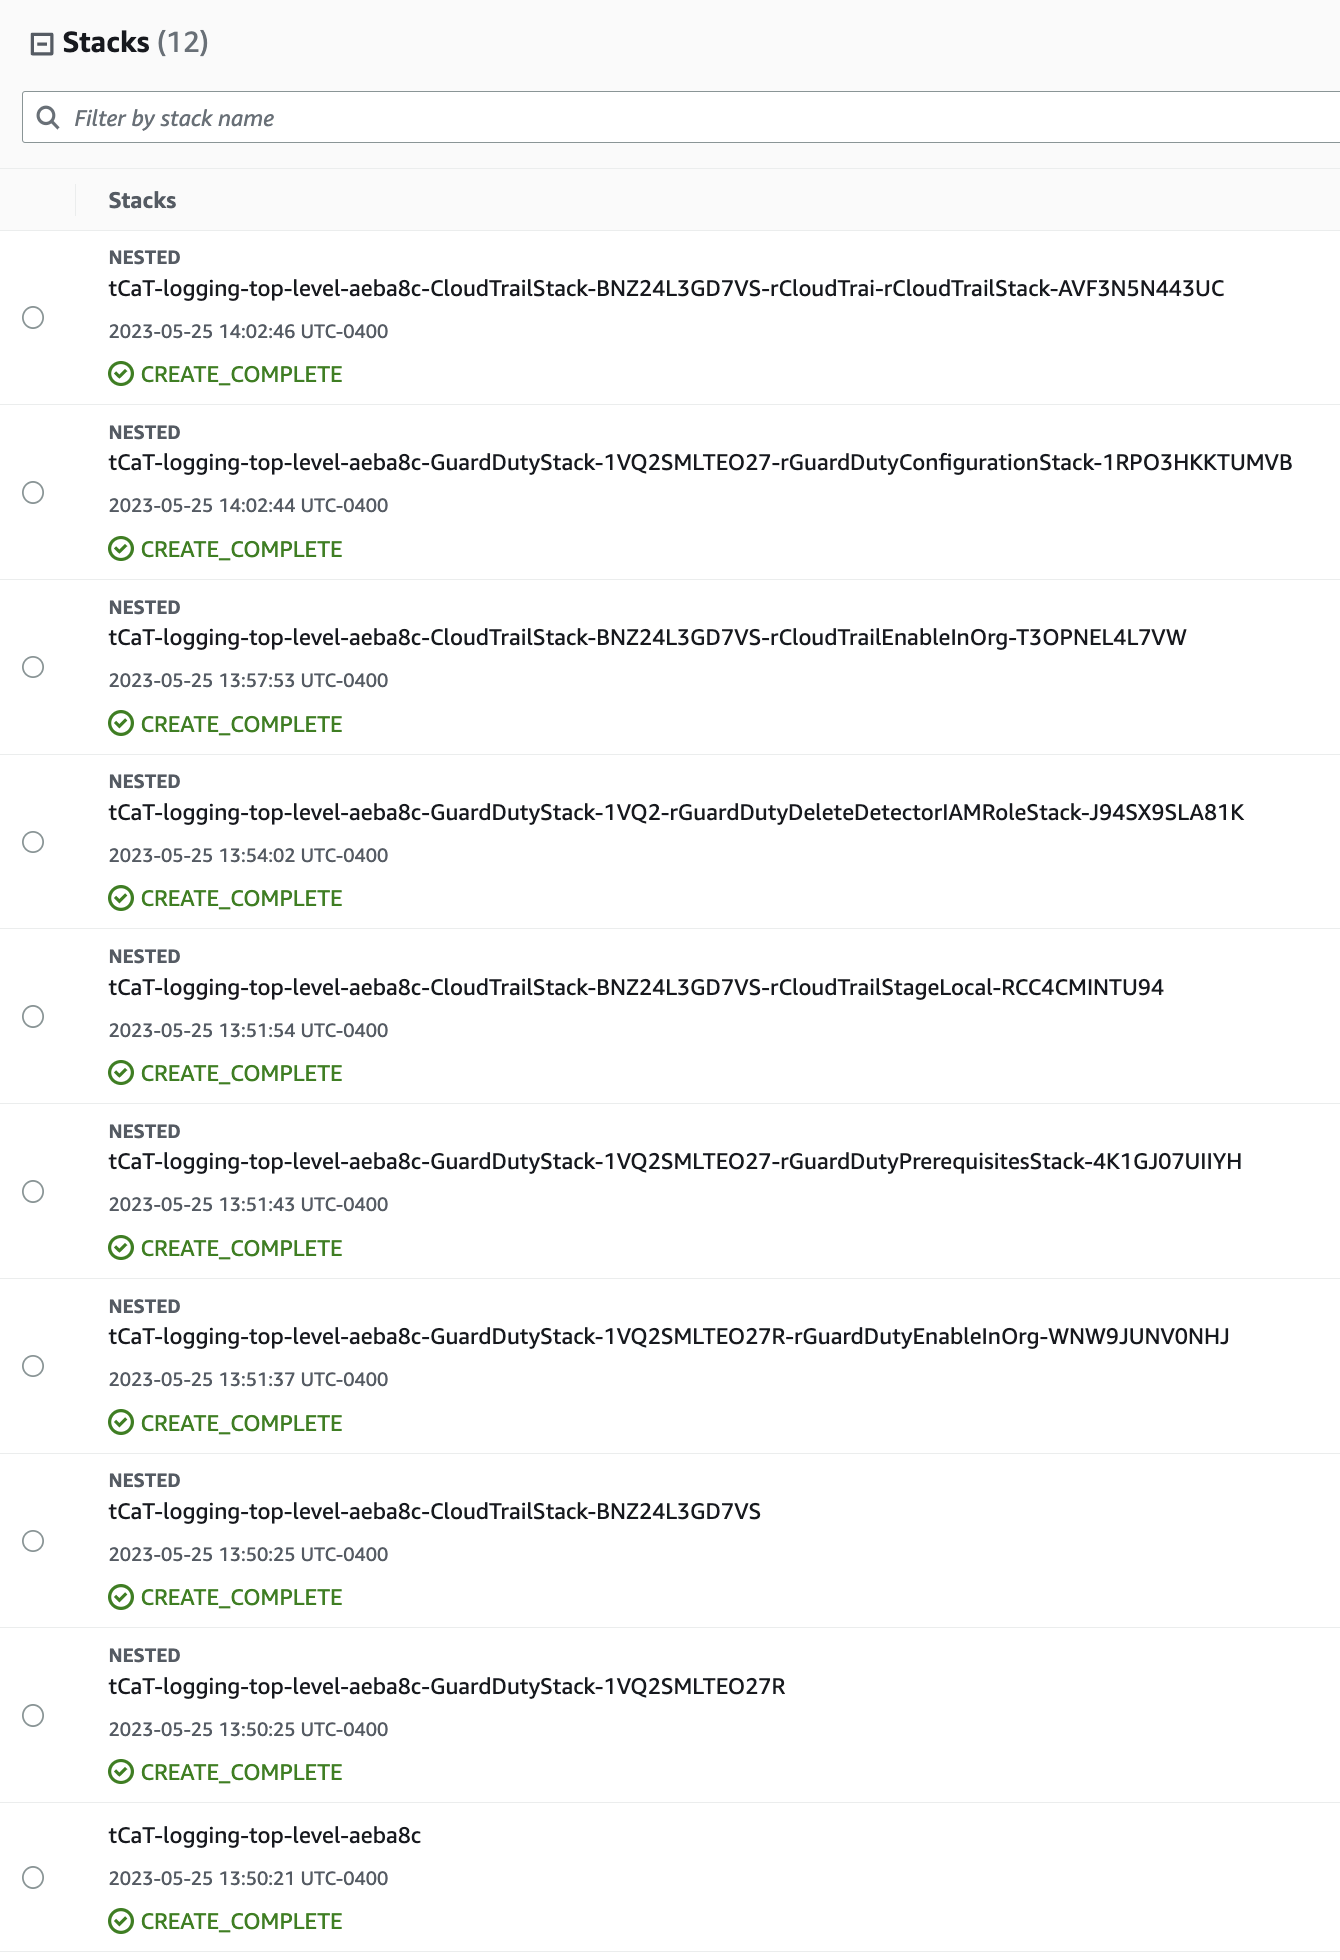 Stacks (12)
Filter by stack name
Stacks
NESTED
tCaT-logging-top-level-aeba8c-CloudTrailStack-BNZ24L3GD7VS-rCloudTrai-rCloudTrailStack-AVF3N5N443UC
2023-05-25 14:02:46 UTC-0400
CREATE_COMPLETE
NESTED
tCaT-logging-top-level-aeba8c-GuardDutyStack-1VQ2SMLTEO27-rGuardDutyConfigurationStack-1RPO3HKKTUMVB
2023-05-25 14:02:44 UTC-0400
CREATE_COMPLETE
NESTED
tCaT-logging-top-level-aeba8c-CloudTrailStack-BNZ24L3GD7VS-rCloudTrailEnableInOrg-T3OPNEL4L7VW
2023-05-25 13:57:53 UTC-0400
CREATE_COMPLETE
NESTED
tCaT-logging-top-level-aeba8c-GuardDutyStack-1VQ2-rGuardDutyDeleteDetectorIAMRoleStack-J94SX9SLA81K
2023-05-25 13:54:02 UTC-0400
CREATE_COMPLETE
NESTED
tCaT-logging-top-level-aeba8c-CloudTrailStack-BNZ24L3GD7VS-rCloudTrailStageLocal-RCC4CMINTU94
2023-05-25 13:51:54 UTC-0400
CREATE_COMPLETE
NESTED
tCaT-logging-top-level-aeba8c-GuardDutyStack-1VQ2SMLTEO27-rGuardDutyPrerequisitesStack-4K1GJ07UIIYH
2023-05-25 13:51:43 UTC-0400
CREATE_COMPLETE
NESTED
tCaT-logging-top-level-aeba8c-GuardDutyStack-1VQ2SMLTEO27R-rGuardDutyEnableInOrg-WNW9JUNV0NHJ
2023-05-25 13:51:37 UTC-0400
CREATE_COMPLETE
NESTED
tCaT-logging-top-level-aeba8c-CloudTrailStack-BNZ24L3GD7VS
2023-05-25 13:50:25 UTC-0400
CREATE_COMPLETE
NESTED
tCaT-logging-top-level-aeba8c-GuardDutyStack-1VQ2SMLTEO27R
2023-05-25 13:50:25 UTC-0400
CREATE_COMPLETE
tCaT-logging-top-level-aeba8c
2023-05-25 13:50:21 UTC-0400
CREATE_COMPLETE